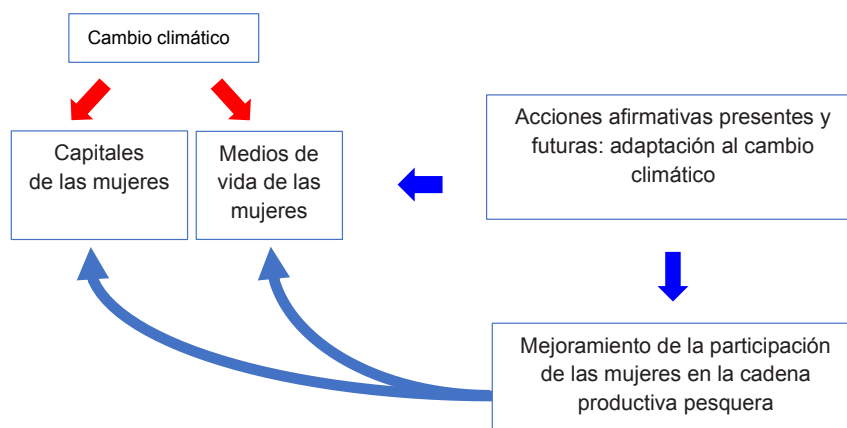 Cambio climático
Acciones afirmativas presentes y
futuras: adaptación al cambio
climático
Capitales
de las mujeres
Medios de
vida de las
mujeres
Mejoramiento de la participación
de las mujeres en la cadena
productiva pesquera